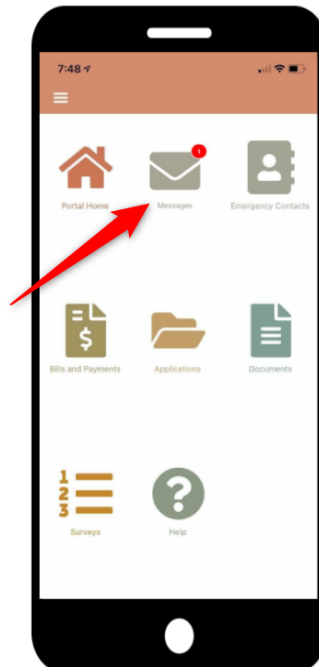 7:48
1
Portal Home
Messages
Emergency Contacts
$
Bills and Payments
Applications
Documents
1
2
3
Surveys
?
Help